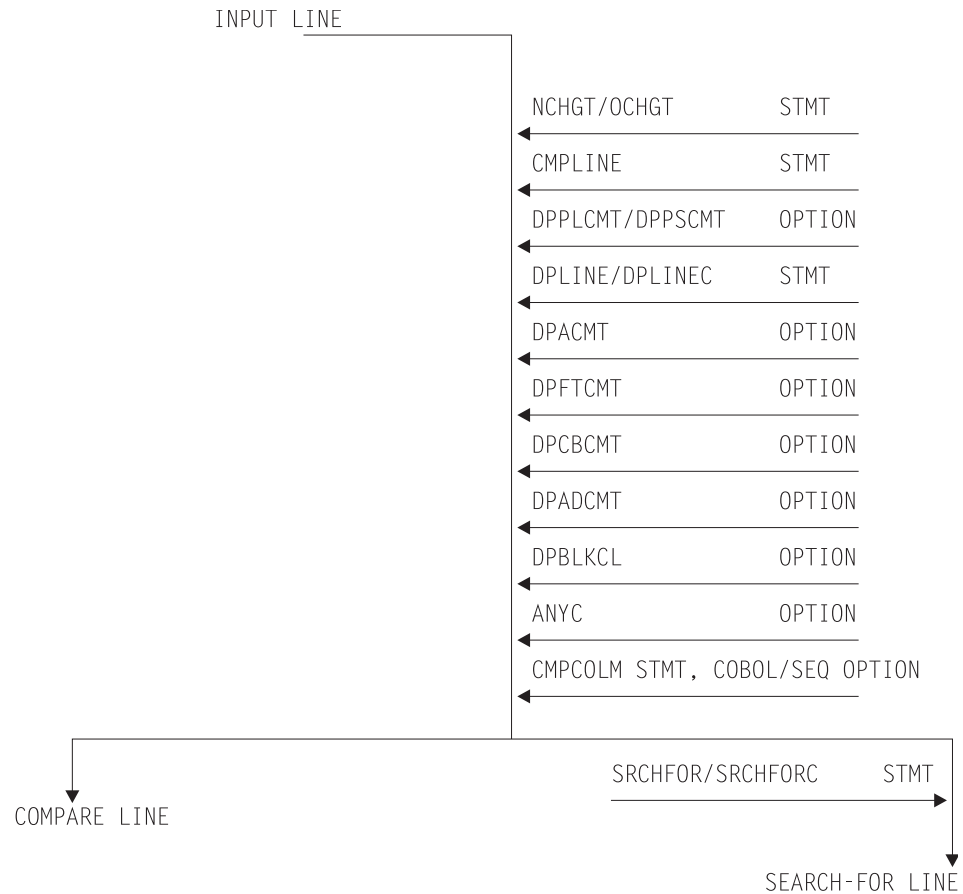 INPUT LINE
NCHGT/OCHGT STMT
CMPLINE STMT
DPPLCMT/DPPSCMT OPTION
DPLINE/DPLINEC STMT
DPACMT OPTION
DPFTCMT OPTION
DPCBCMT OPTION
DPADCMT OPTION
DPBLKCL OPTION
ANYC OPTION
CMPCOLM STMT, COBOL/SEQ OPTION
SRCHFOR/SRCHFORC STMT
COMPARE LINE
SEARCH-FOR LINE